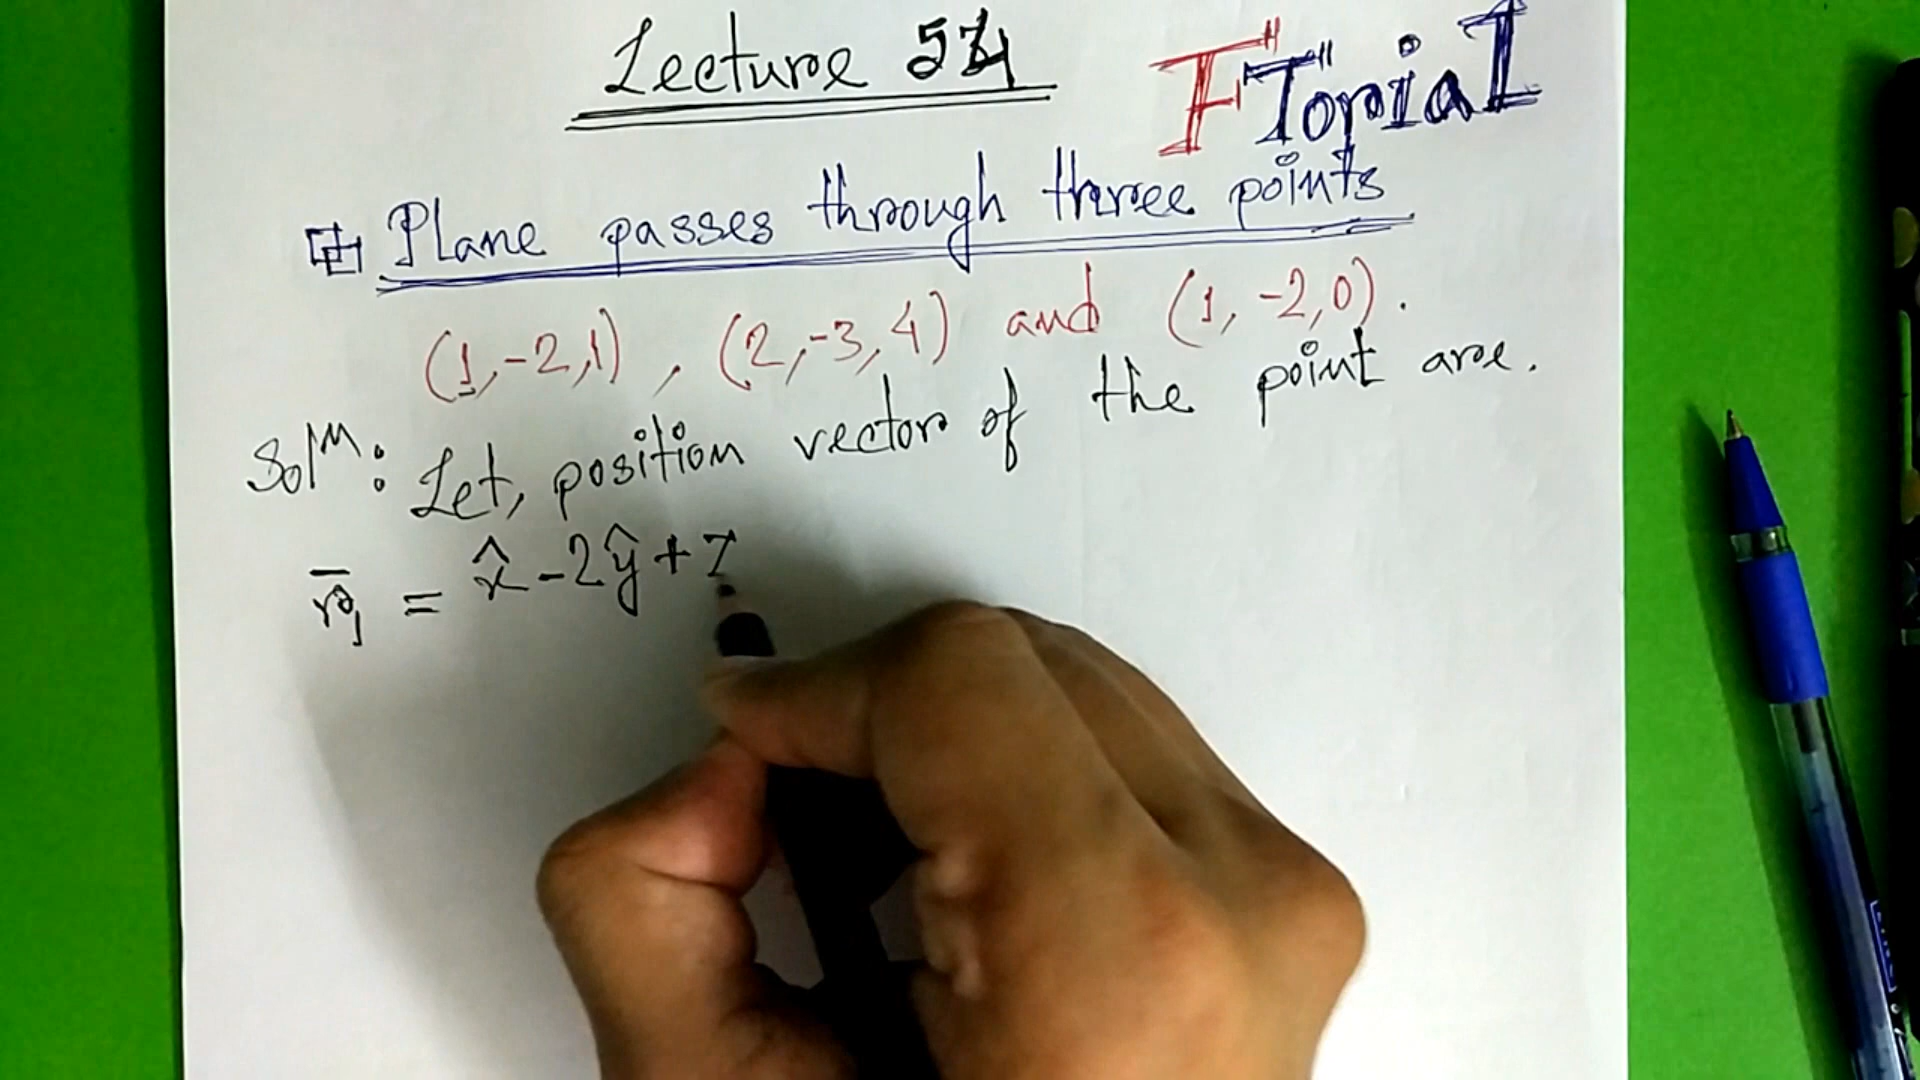 Lecture 54
FTorial
Plane passes through three points
(1,-2,1), (2,-3,4) and (1,-2,0).
Solⁿ: Let, position vector of the point are.
r̅₁ = x̂ - 2ŷ + z